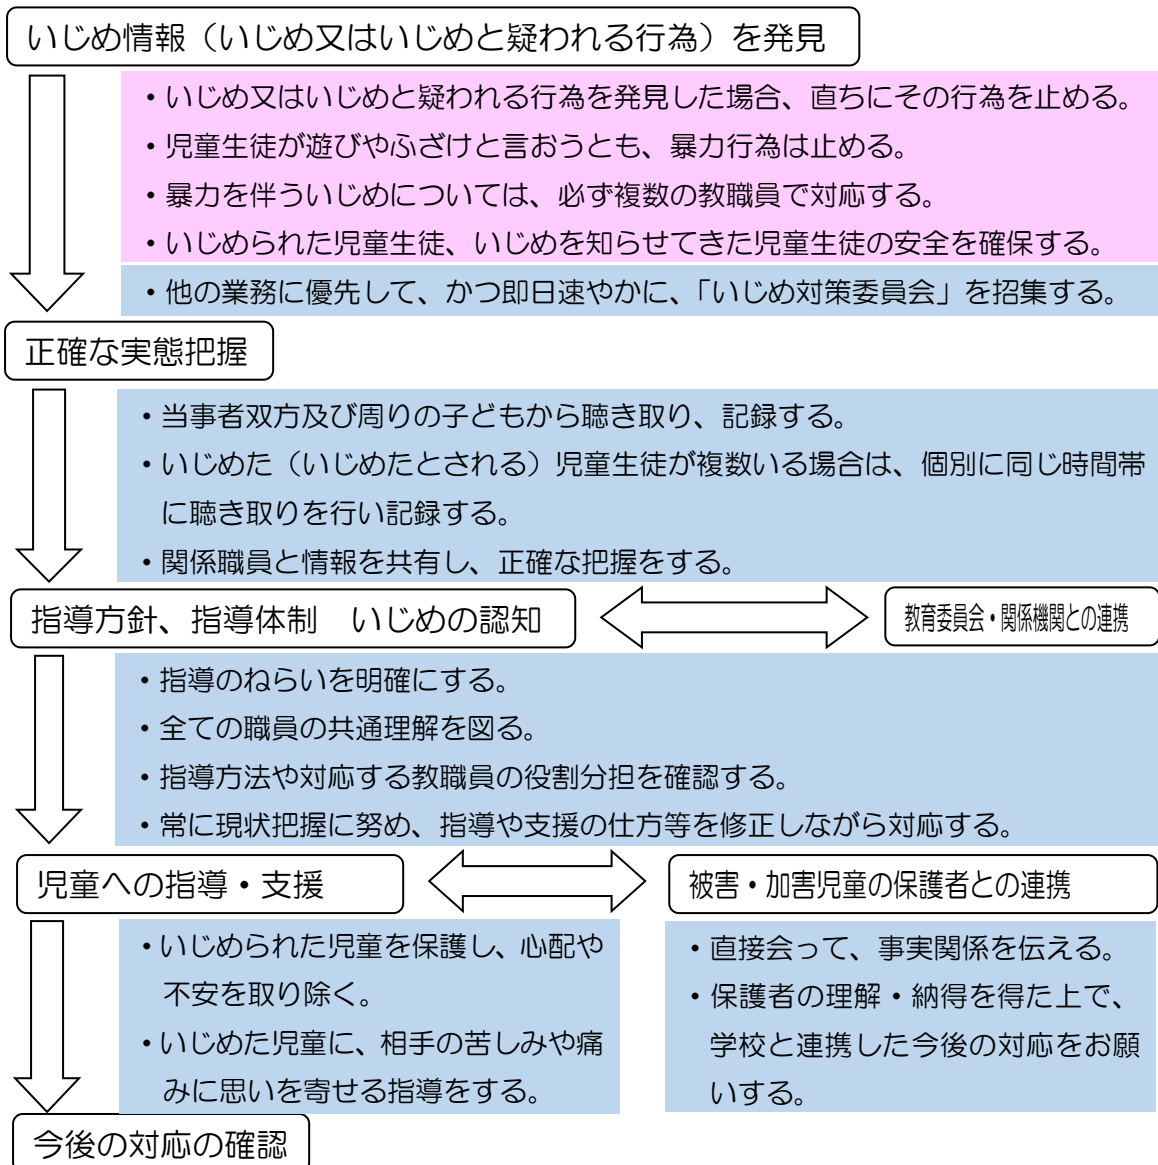 いじめ情報（いじめ又はいじめと疑われる行為）を発見
・いじめ又はいじめと疑われる行為を発見した場合、直ちにその行為を止める。
・児童生徒が遊びやふざけと言おうとも、暴力行為は止める。
・暴力を伴ういじめについては、必ず複数の教職員で対応する。
・いじめられた児童生徒、いじめを知らせてきた児童生徒の安全を確保する。
・他の業務に優先して、かつ即日速やかに、「いじめ対策委員会」を招集する。
正確な実態把握
・当事者双方及び周りの子どもから聴き取り、記録する。
・いじめた（いじめたとされる）児童生徒が複数いる場合は、個別に同じ時間帯
に聴き取りを行い記録する。
・関係職員と情報を共有し、正確な把握をする。
指導方針、指導体制　いじめの認知
教育委員会・関係機関との連携
・指導のねらいを明確にする。
・全ての職員の共通理解を図る。
・指導方法や対応する教職員の役割分担を確認する。
・常に現状把握に努め、指導や支援の仕方等を修正しながら対応する。
児童への指導・支援
被害・加害児童の保護者との連携
・いじめられた児童を保護し、心配や
不安を取り除く。
・いじめた児童に、相手の苦しみや痛
みに思いを寄せる指導をする。
・直接会って、事実関係を伝える。
・保護者の理解・納得を得た上で、
学校と連携した今後の対応をお願
いする。
今後の対応の確認